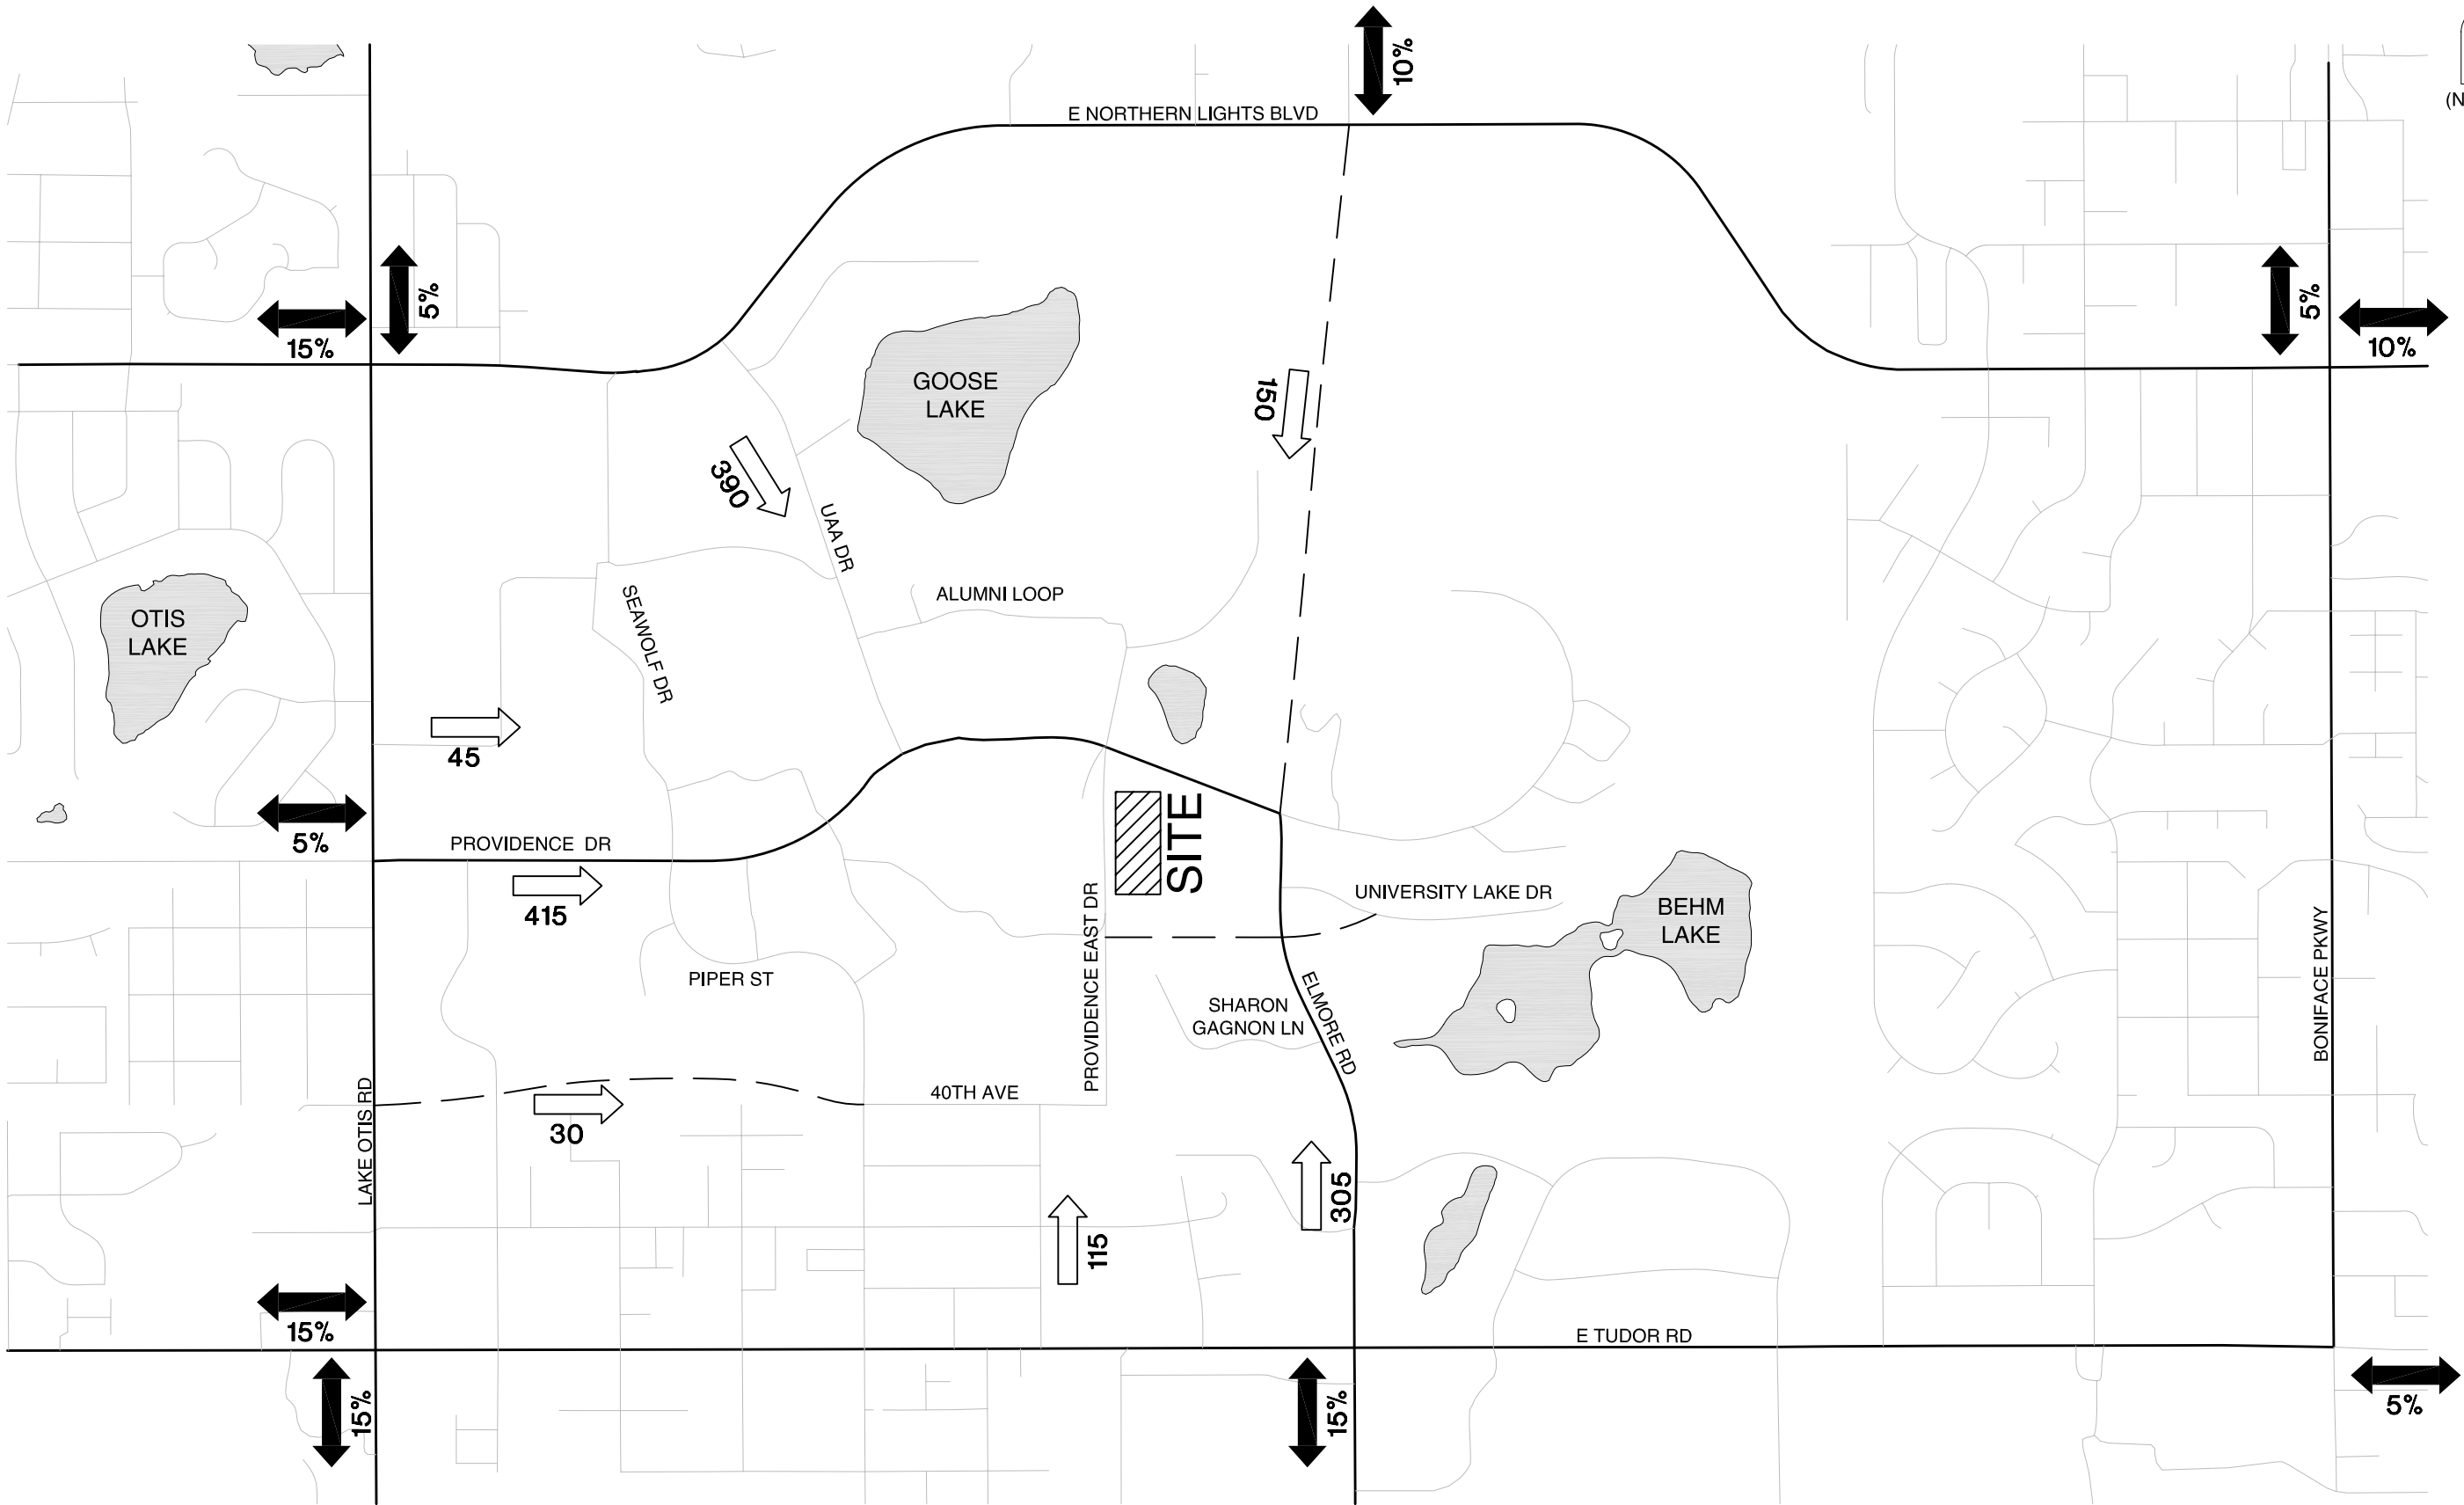 10%
(N
E NORTHERN LIGHTS BLVD
5%
15%
5%
10%
GOOSE
LAKE
150
390
UAA DR
ALUMNI LOOP
SEAWOLF DR
OTIS
LAKE
45
5%
PROVIDENCE DR
415
SITE
UNIVERSITY LAKE DR
BEHM
LAKE
PROVIDENCE EAST DR
PIPER ST
SHARON
GAGNON LN
ELMORE RD
BONIFACE PKWY
LAKE OTIS RD
40TH AVE
30
305
115
15%
E TUDOR RD
15%
15%
5%